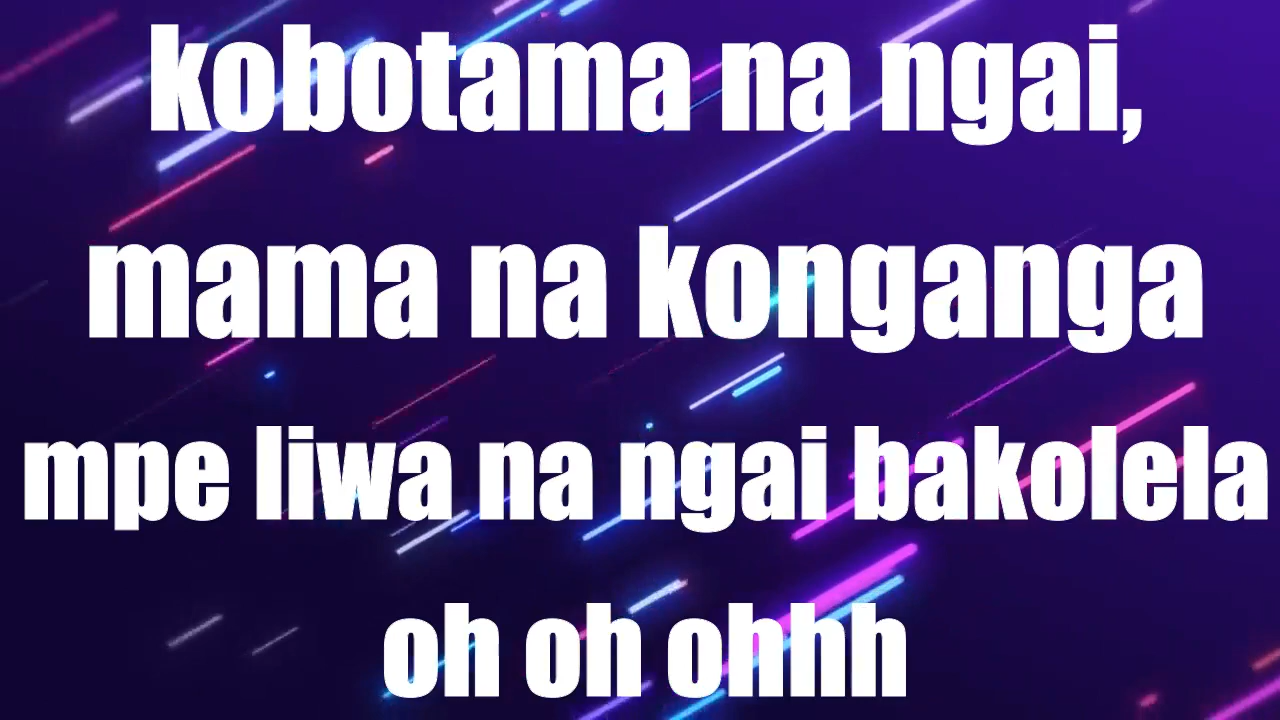 kobotama na ngai,
mama na konganga
mpe liwa na ngai bakolela
oh oh ohhh